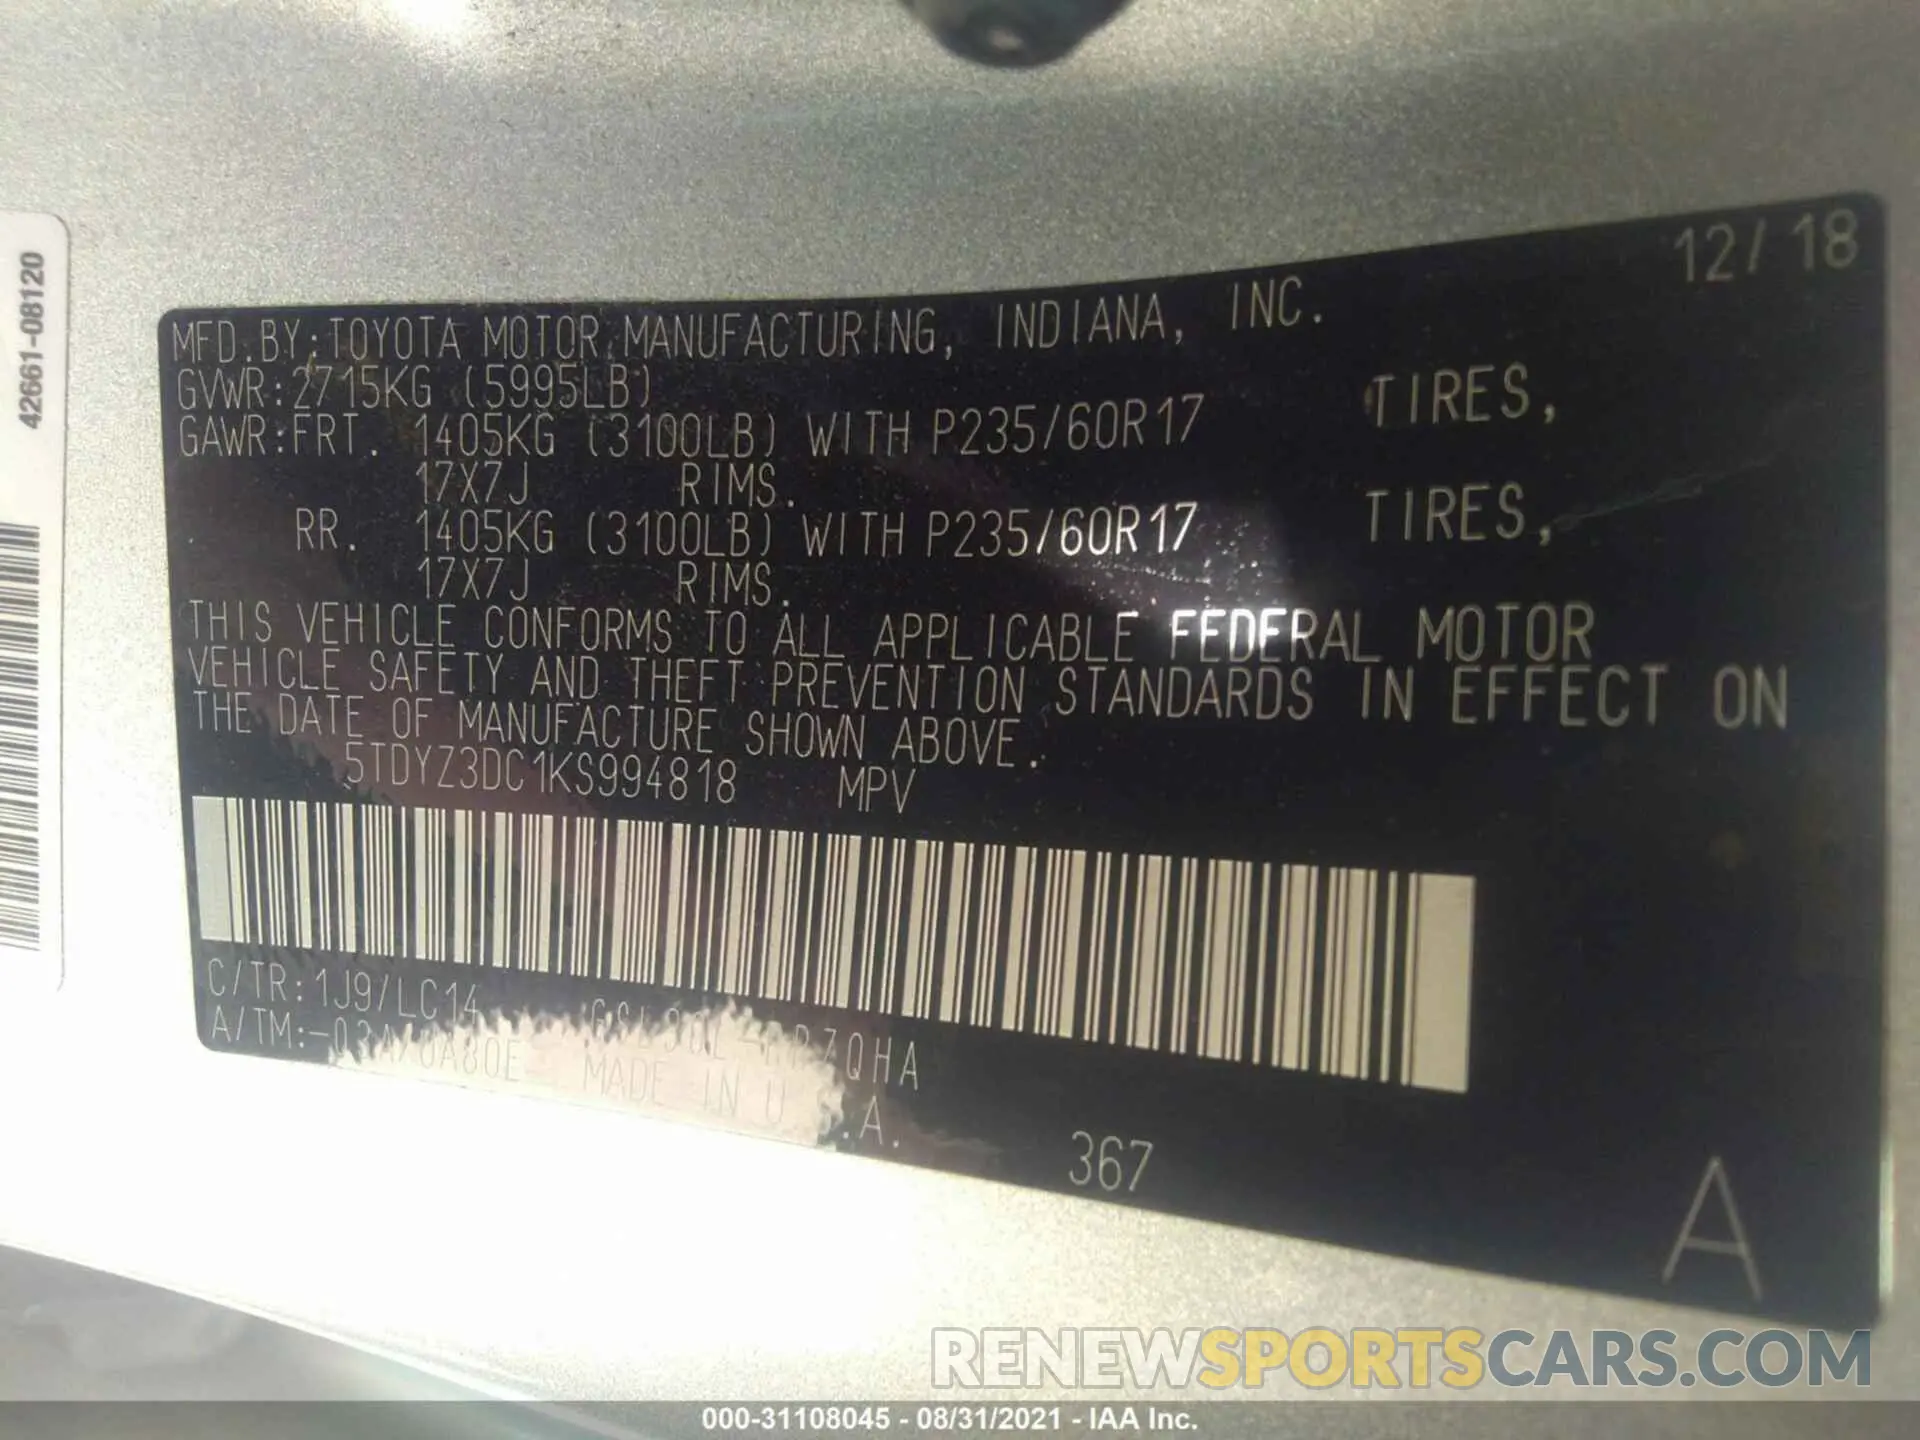 42661-08120
12/18
MFD.BY:TOYOTA MOTOR MANUFACTURING, INDIANA, INC.
GVWR:2715KG (5995LB)
GAWR:FRT. 1405KG (3100LB) WITH P235/60R17 TIRES,
17X7J RIMS.
RR. 1405KG (3100LB) WITH P235/60R17 TIRES,
17X7J RIMS.
THIS VEHICLE CONFORMS TO ALL APPLICABLE FEDERAL MOTOR
VEHICLE SAFETY AND THEFT PREVENTION STANDARDS IN EFFECT ON
THE DATE OF MANUFACTURE SHOWN ABOVE.
5TDYZ3DC1KS994818 MPV
C/TR:1J9/LC14
A/TM:-03A/0A80E
MADE IN U.S.A.
367
A
RENEWSPORTSCARS.COM
000-31108045 - 08/31/2021 - IAA Inc.